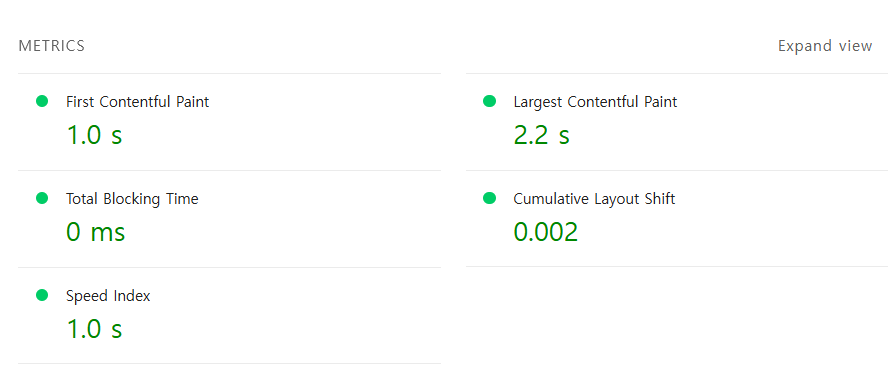 METRICS
Expand view
First Contentful Paint
1.0 s
Largest Contentful Paint
2.2 s
Total Blocking Time
0 ms
Cumulative Layout Shift
0.002
Speed Index
1.0 s